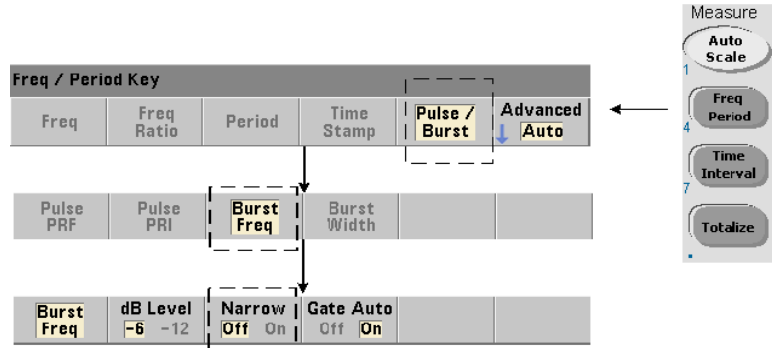 Measure
Auto
Scale
1
Freq
Period
4
Time
Interval
7
Totalize
.
Freq / Period Key
Freq
Freq
Ratio
Period
Time
Stamp
Pulse /
Burst
Advanced
Auto
Pulse
PRF
Pulse
PRI
Burst
Freq
Burst
Width
Burst
Freq
dB Level
-6 -12
Narrow
Off On
Gate Auto
Off On